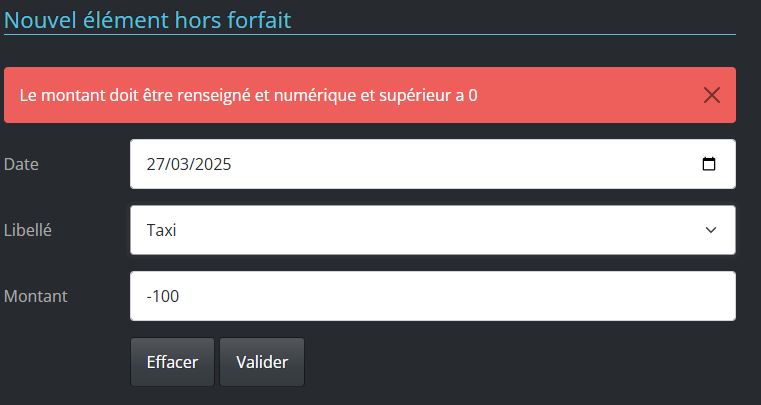 Nouvel élément hors forfait
Le montant doit être renseigné et numérique et supérieur a 0
Date
27/03/2025
Libellé
Taxi
Montant
-100
Effacer Valider